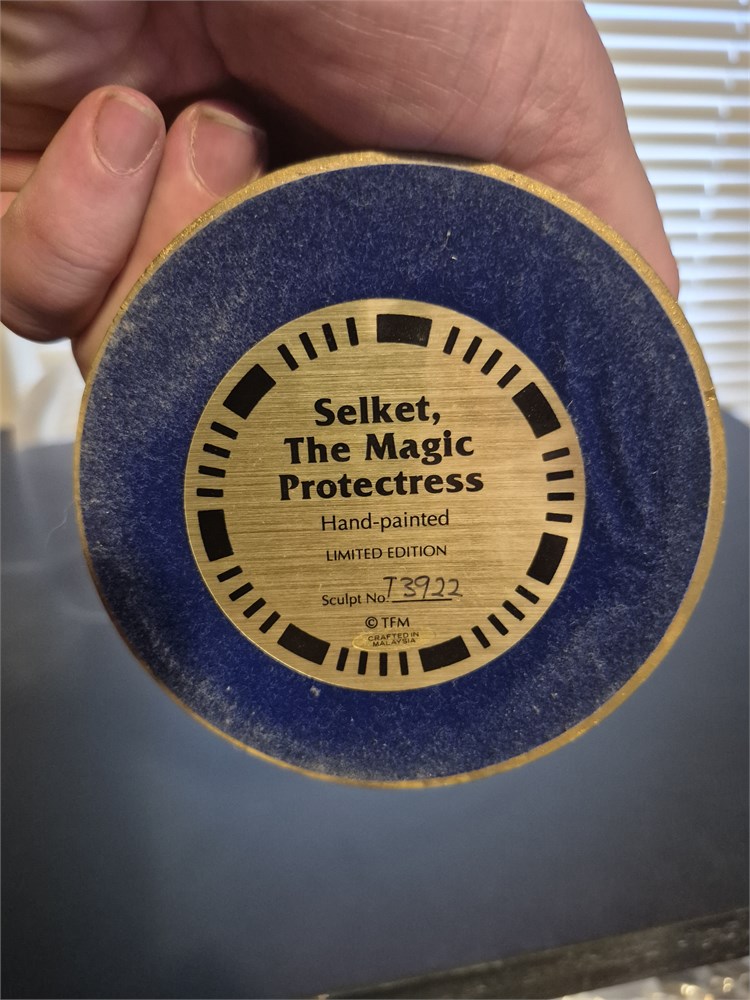 Selket,
The Magic
Protectress
Hand-painted
LIMITED EDITION
Sculpt No. T3922
© TFM
CRAFTED IN
MALAYSIA